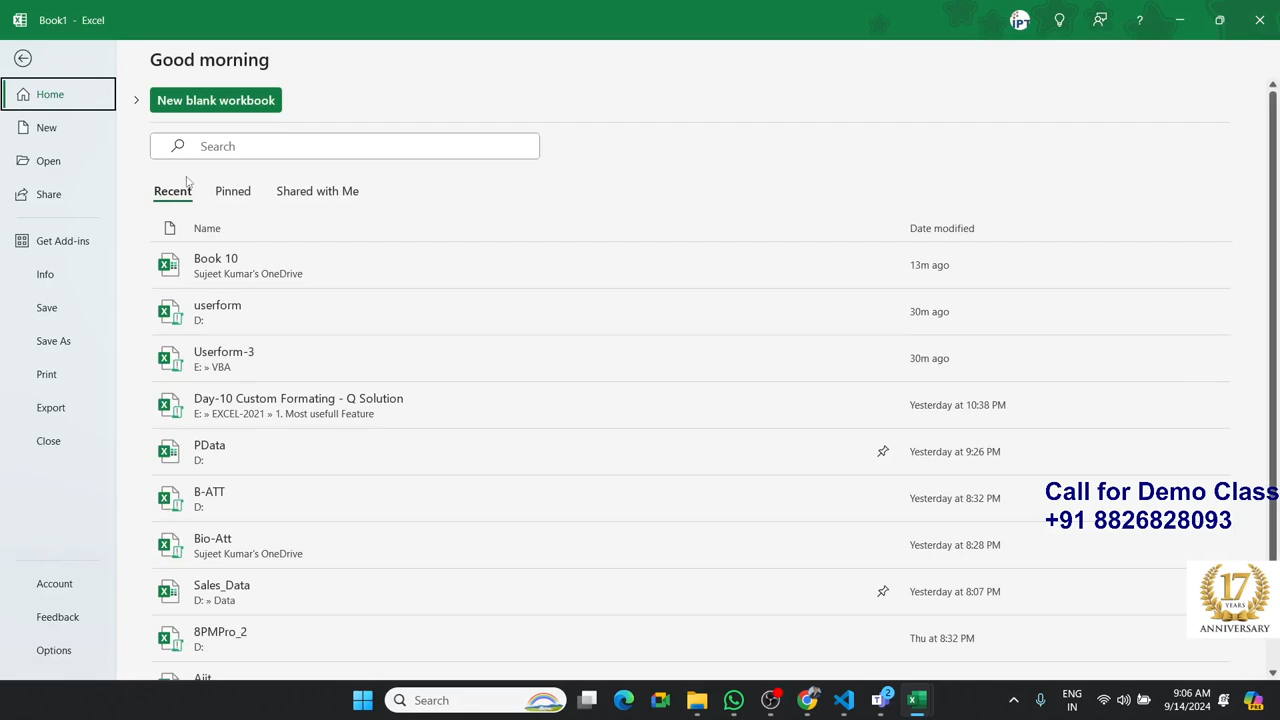 Book1 - Excel
IPT
Good morning
Home
New blank workbook
New
Search
Open
Recent Pinned Shared with Me
Share
Name Date modified
Get Add-ins
Book 10
Sujeet Kumar's OneDrive
13m ago
Info
userform
D:
30m ago
Save
Save As
Userform-3
E: » VBA
30m ago
Print
Day-10 Custom Formating - Q Solution
E: » EXCEL-2021 » 1. Most usefull Feature
Yesterday at 10:38 PM
Export
Close
PData
D:
Yesterday at 9:26 PM
B-ATT
D:
Yesterday at 8:32 PM
Call for Demo Class
+91 8826828093
Bio-Att
Sujeet Kumar's OneDrive
Yesterday at 8:28 PM
Sales_Data
D: » Data
Yesterday at 8:07 PM
Account
17
YEARS
ANNIVERSARY
Feedback
8PMPro_2
D:
Thu at 8:32 PM
Options
Ajit
Search
2
ENG
IN
9:06 AM
9/14/2024